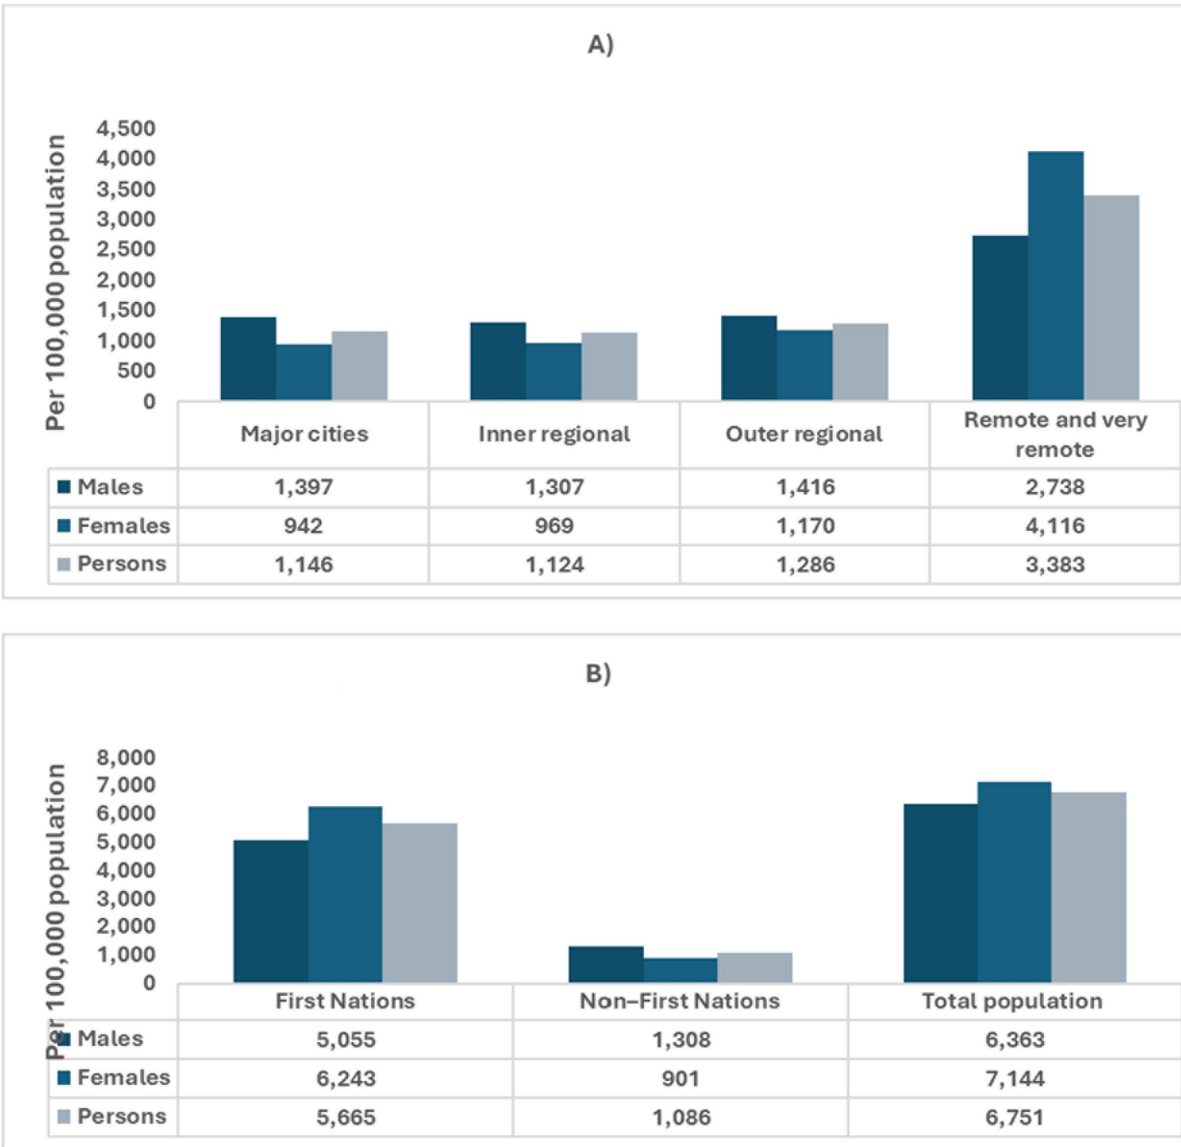 A)
Per 100,000 population
4,500
4,000
3,500
3,000
2,500
2,000
1,500
1,000
500
0
Major cities Inner regional Outer regional Remote and very remote
Males 1,397 1,307 1,416 2,738
Females 942 969 1,170 4,116
Persons 1,146 1,124 1,286 3,383
B)
Per 100,000 population
8,000
7,000
6,000
5,000
4,000
3,000
2,000
1,000
0
First Nations Non–First Nations Total population
Males 5,055 1,308 6,363
Females 6,243 901 7,144
Persons 5,665 1,086 6,751